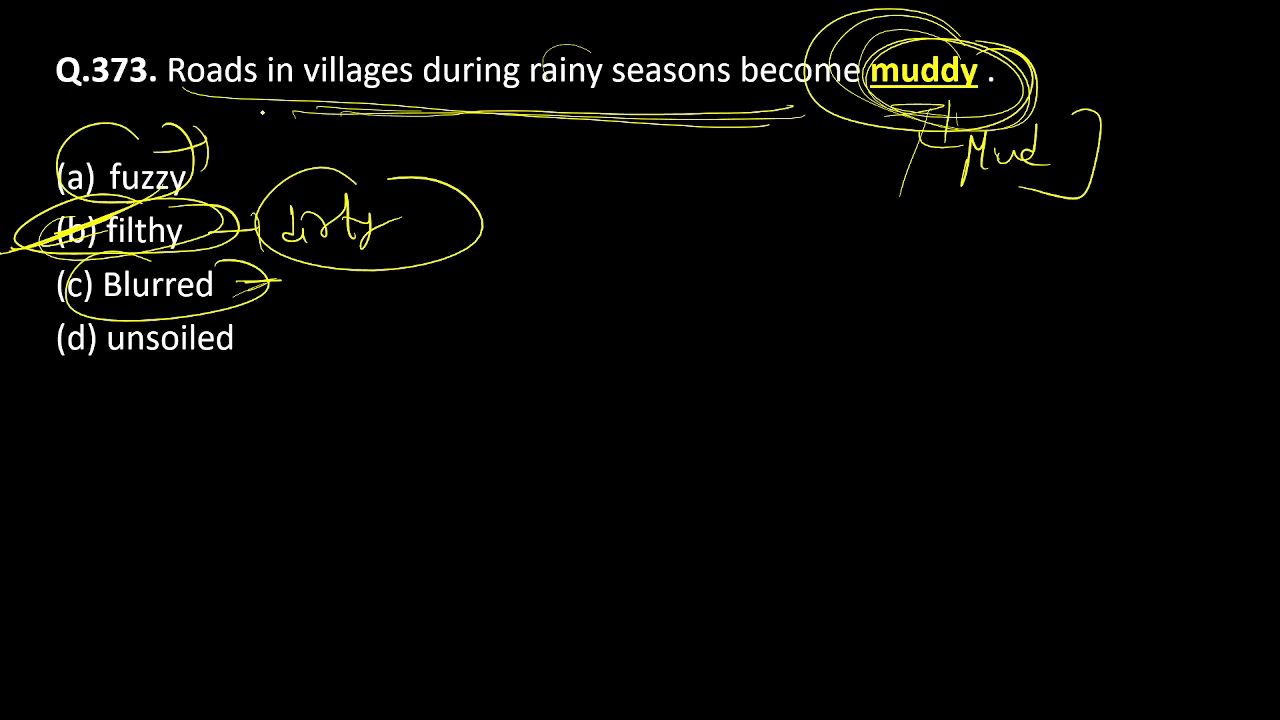 Q.373. Roads in villages during rainy seasons become muddy .
Mud
(a) fuzzy
(b) filthy
dirty
(c) Blurred
(d) unsoiled